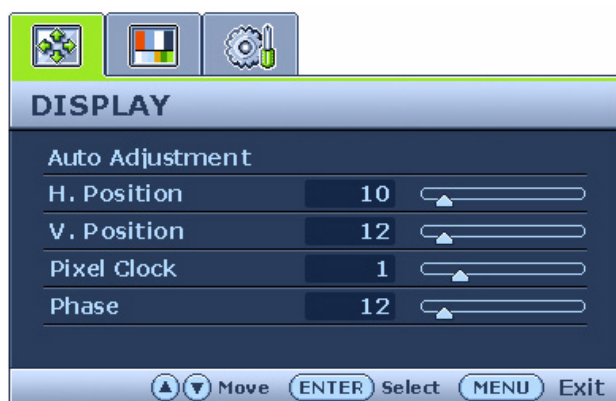 DISPLAY
Auto Adjustment
H. Position 10
V. Position 12
Pixel Clock 1
Phase 12
Move ENTER Select MENU Exit